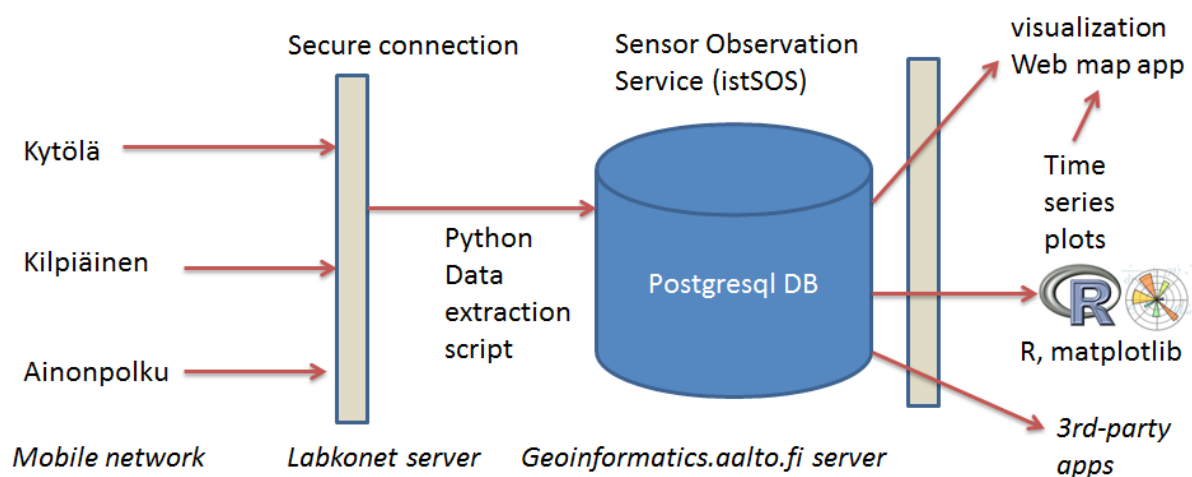 Secure connection
Sensor Observation
Service (istSOS)
visualization
Web map app
Kytölä
Kilpiäinen
Ainonpolku
Python
Data
extraction
script
Postgresql DB
Time
series
plots
R
R, matplotlib
3rd-party
apps
Mobile network
Labkonet server
Geoinformatics.aalto.fi server